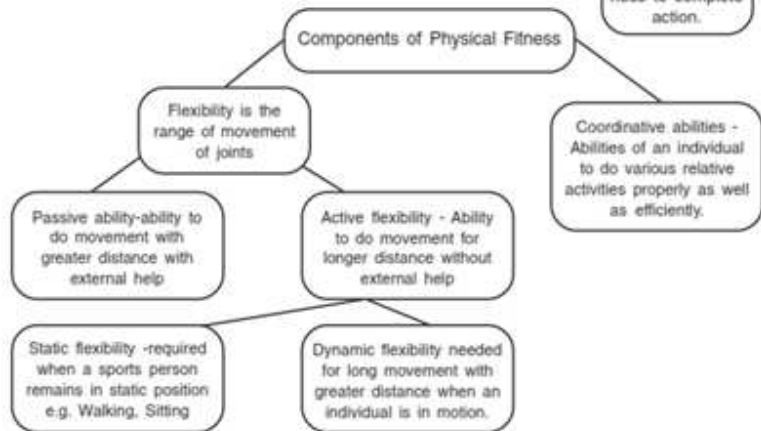 to complete
action.
Components of Physical Fitness
Flexibility is the
range of movement
of joints
Coordinative abilities -
Abilities of an individual
to do various relative
activities properly as well
as efficiently.
Passive ability-ability to
do movement with
greater distance with
external help
Active flexibility - Ability
to do movement for
longer distance without
external help
Static flexibility -required
when a sports person
remains in static position
e.g. Walking, Sitting
Dynamic flexibility needed
for long movement with
greater distance when an
individual is in motion.